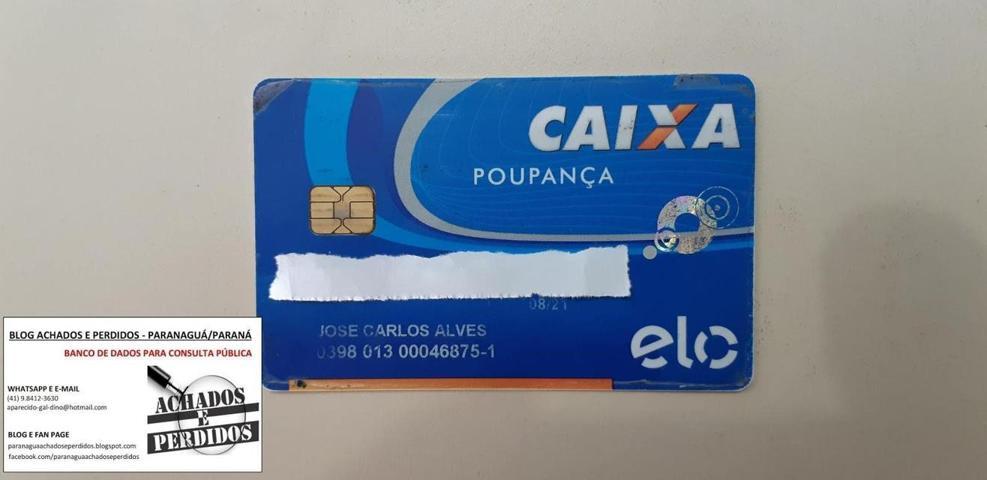 CAIXA
POUPANÇA
08/21
JOSE CARLOS ALVES
0398 013 00046875-1
elo
BLOG ACHADOS E PERDIDOS - PARANAGUÁ/PARANÁ
BANCO DE DADOS PARA CONSULTA PÚBLICA
WHATSAPP E E-MAIL
(41) 9.8412-3630
aparecido-gal-dino@hotmail.com
BLOG E FAN PAGE
paranaguaachadoseperdidos.blogspot.com
facebook.com/paranaguaachadoseperdidos
ACHADOS
E
PERDIDOS